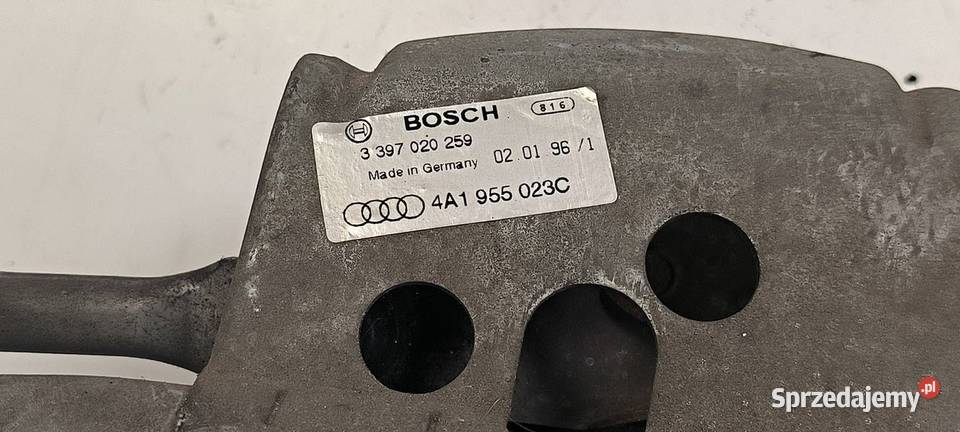 BOSCH
816
3 397 020 259
Made in Germany
02.01.96/1
4A1 955 023C
Sprzedajemy.pl